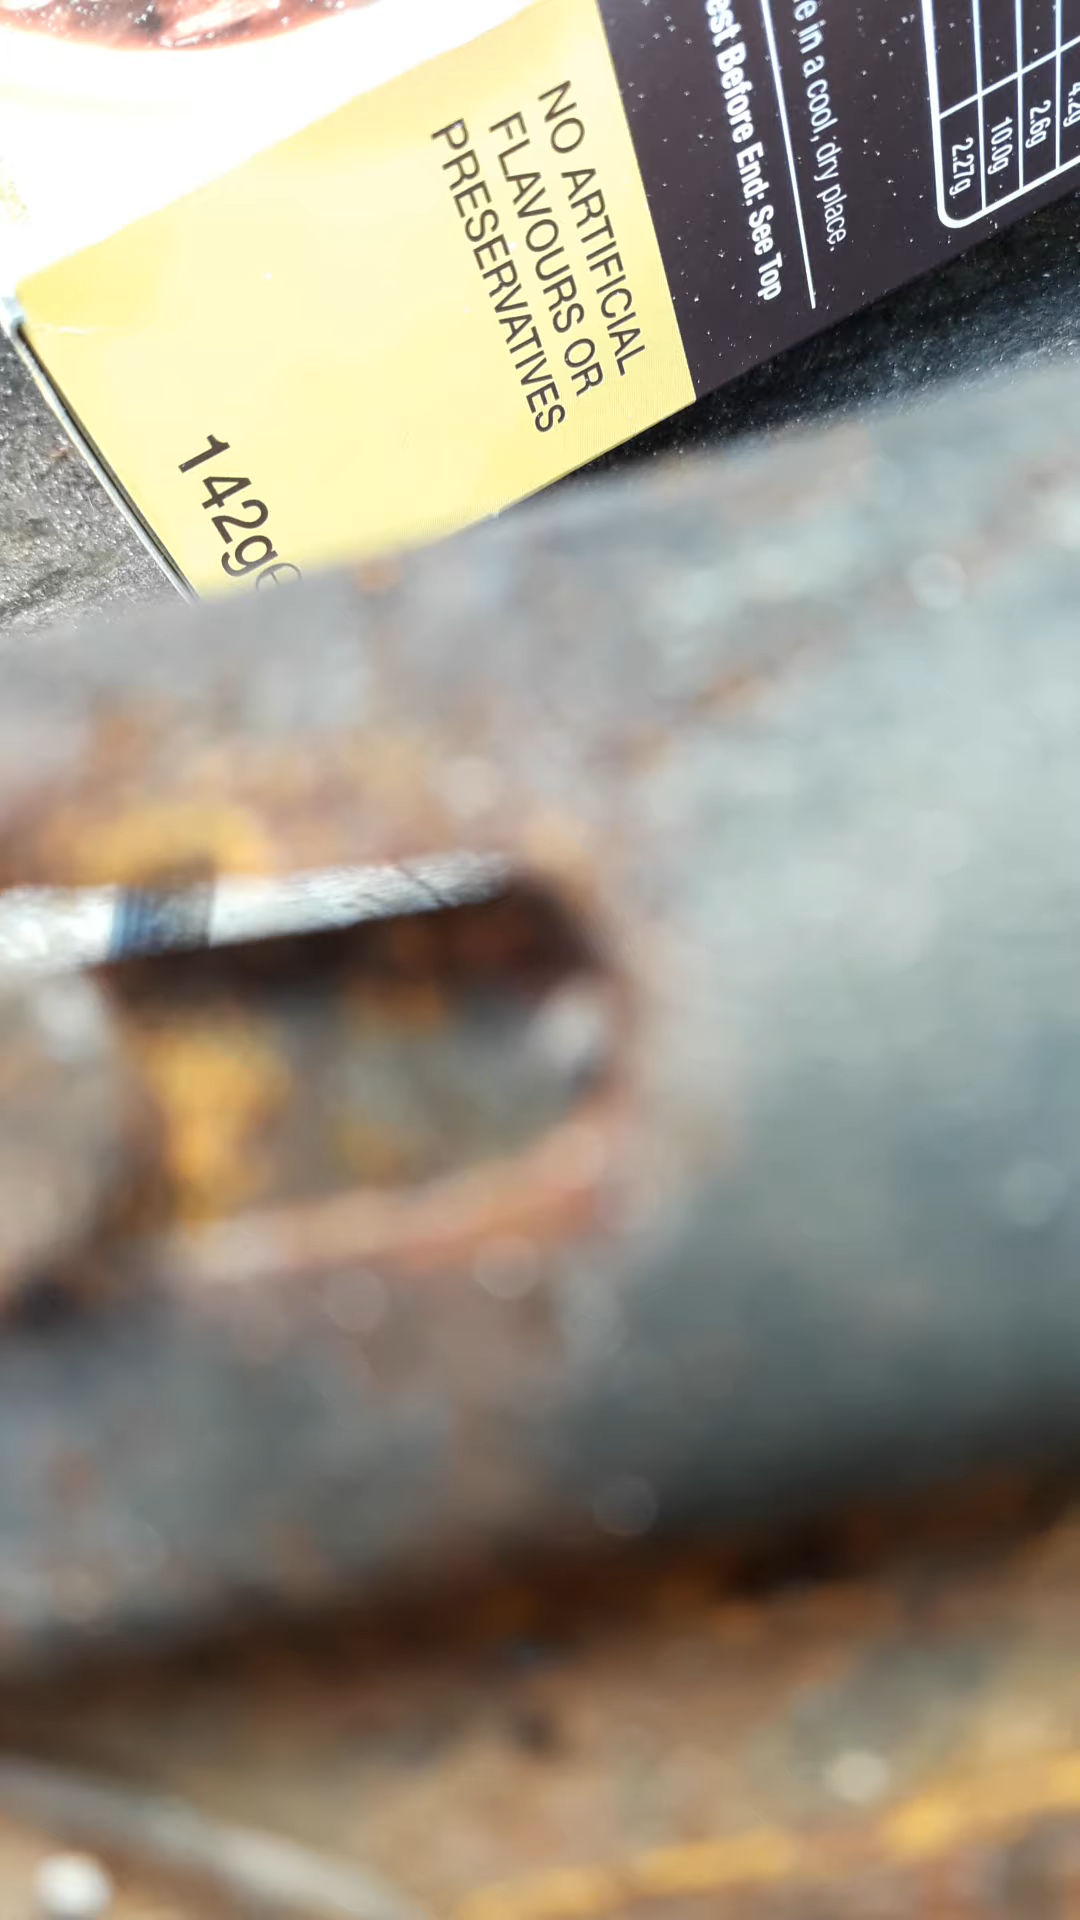 NO ARTIFICIAL
FLAVOURS OR
PRESERVATIVES
142g
in a cool, dry place.
Before End: See Top
2.6g
10.0g
2.27g